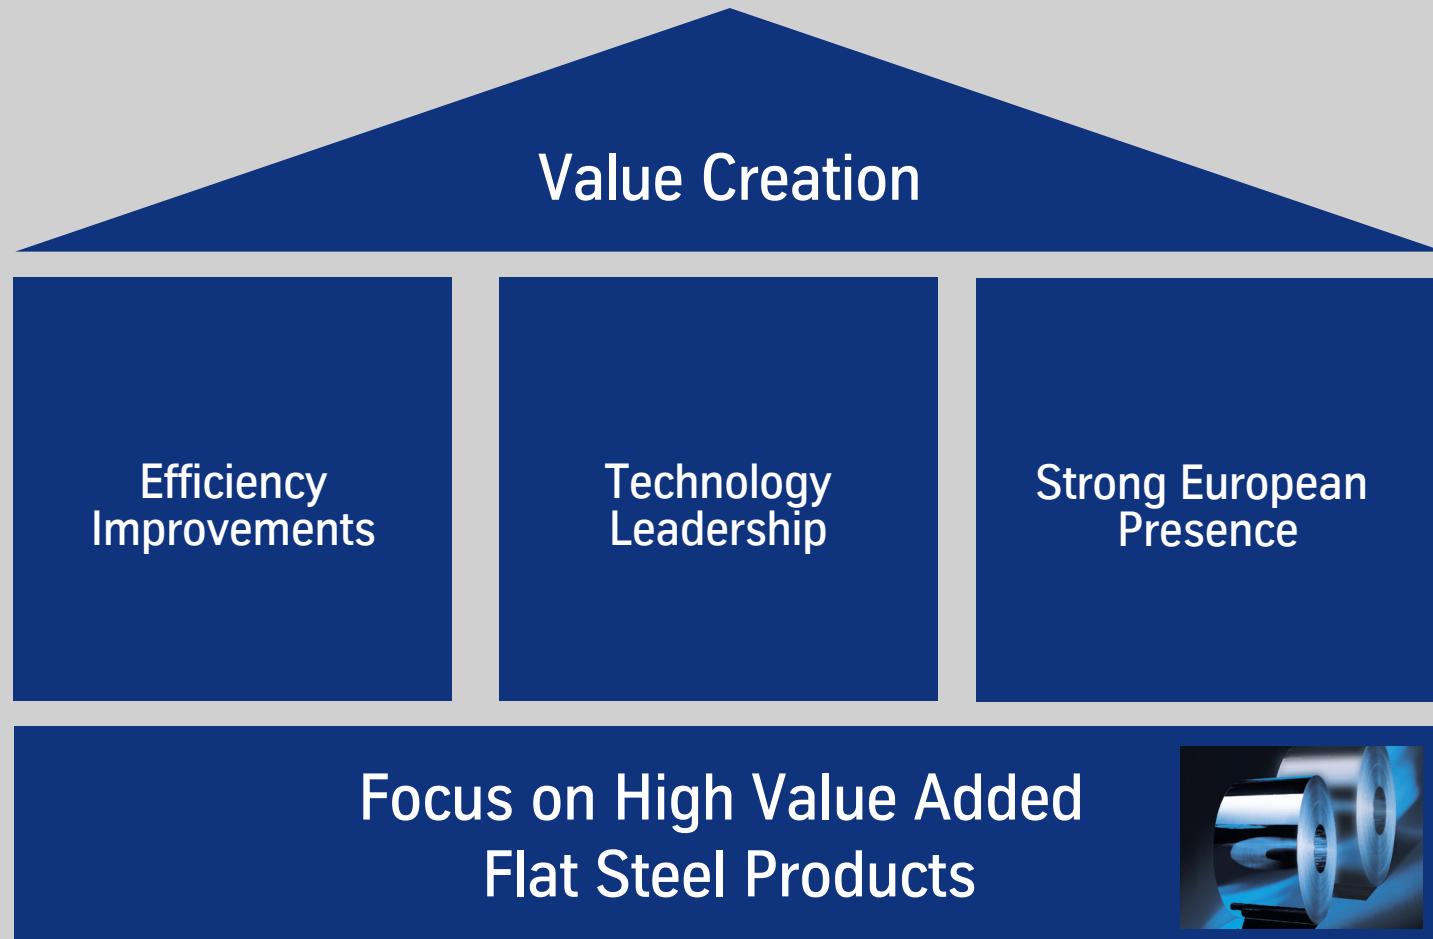 Value Creation
Efficiency
Improvements
Technology
Leadership
Strong European
Presence
Focus on High Value Added
Flat Steel Products